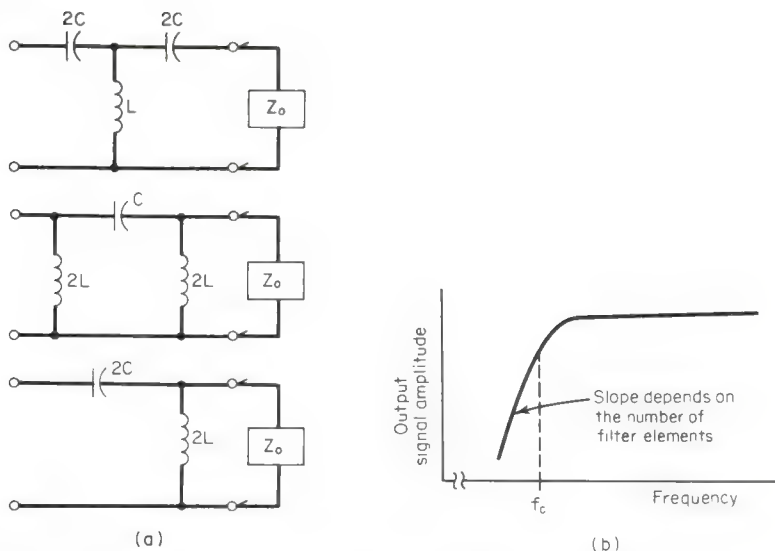 2C 2C
L
Zo
C
2L 2L
Zo
2C
2L
Zo
(a)
Output
signal amplitude
Slope depends on
the number of
filter elements
fc
Frequency
(b)